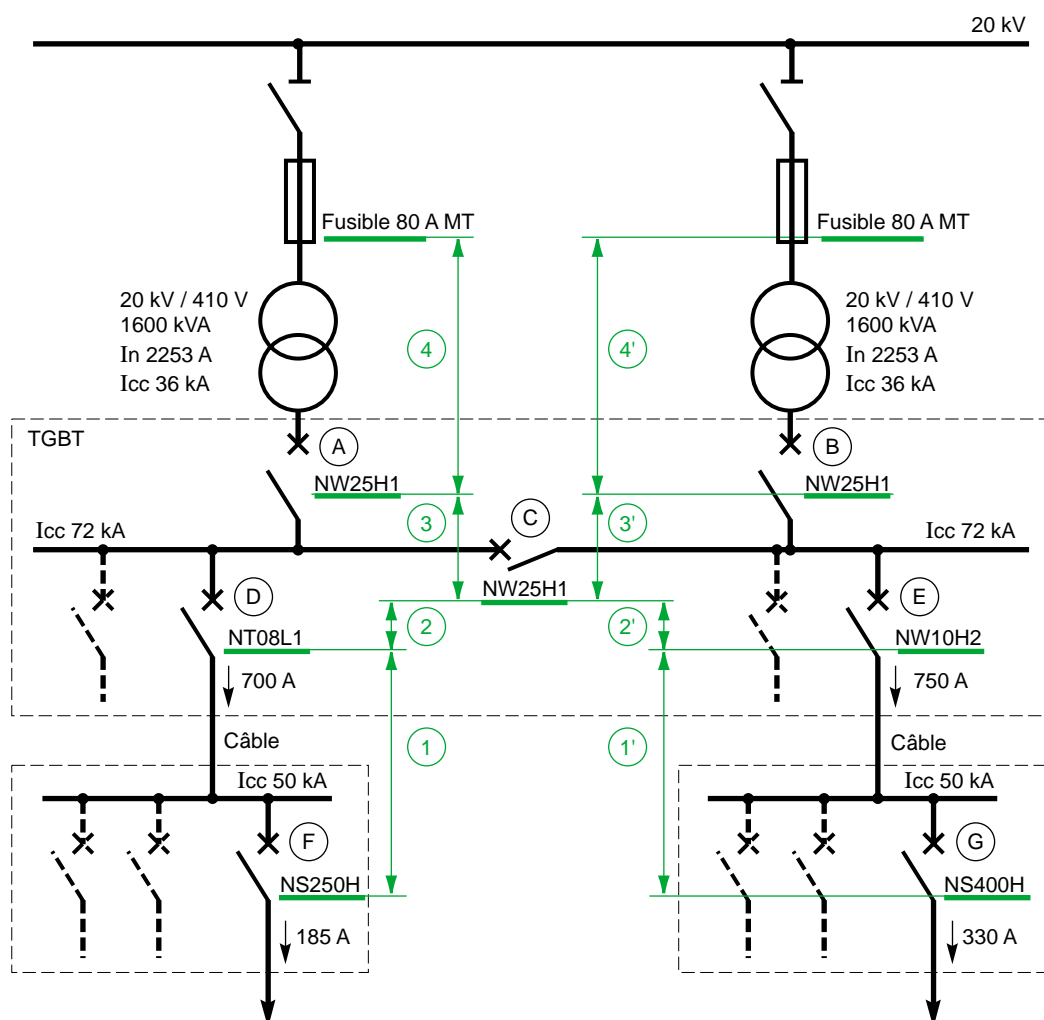 20 kV
Fusible 80 A MT
Fusible 80 A MT
20 kV / 410 V
1600 kVA
In 2253 A
Icc 36 kA
4
4'
20 kV / 410 V
1600 kVA
In 2253 A
Icc 36 kA
TGBT
A
NW25H1
B
NW25H1
Icc 72 kA
3
C
3'
Icc 72 kA
NW25H1
D
NT08L1
700 A
2
2'
E
NW10H2
750 A
Câble
1
1'
Câble
Icc 50 kA
F
NS250H
185 A
Icc 50 kA
G
NS400H
330 A